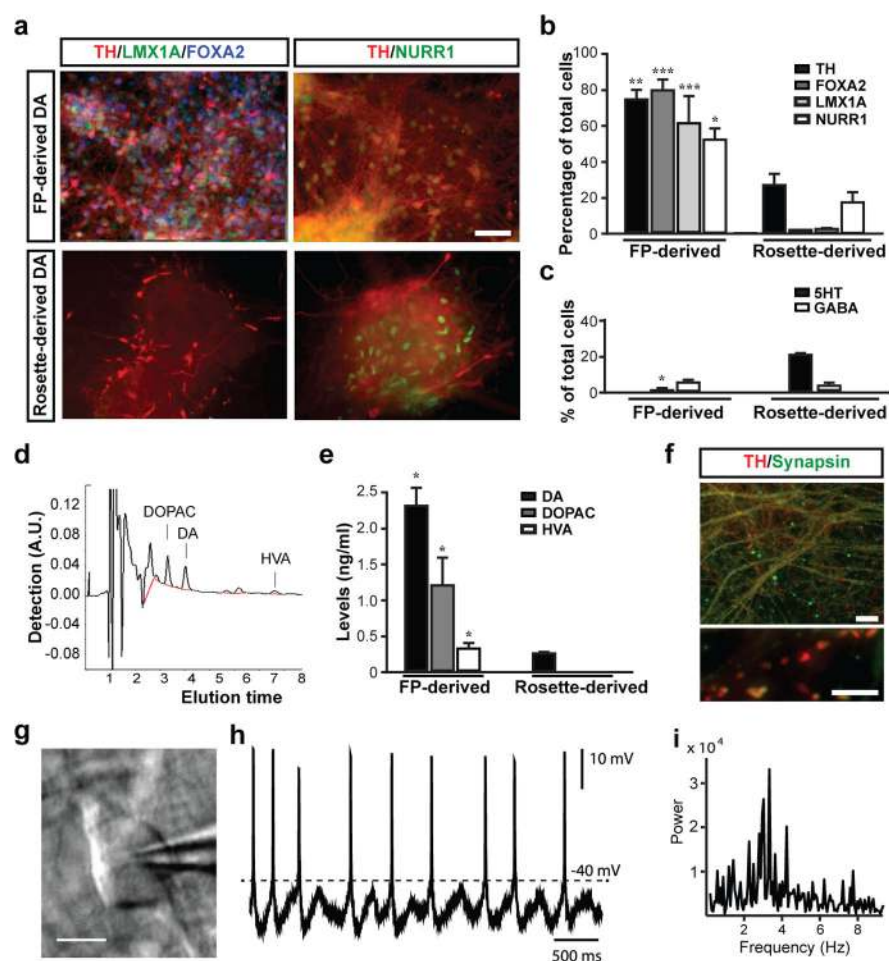 a
TH/LMX1A/FOXA2
TH/NURR1
FP-derived DA
Rosette-derived DA
b
Percentage of total cells
100
80
60
40
20
0
**
***
***
*
TH
FOXA2
LMX1A
NURR1
FP-derived
Rosette-derived
c
% of total cells
40
20
0
*
5HT
GABA
FP-derived
Rosette-derived
d
Detection (A.U.)
0.12
0.08
0.04
0.00
-0.04
-0.08
DOPAC
DA
HVA
1 2 3 4 5 6 7 8
Elution time
e
Levels (ng/ml)
2.5
2.0
1.5
1.0
0.5
0
*
*
*
DA
DOPAC
HVA
FP-derived
Rosette-derived
f
TH/Synapsin
g
h
10 mV
-40 mV
500 ms
i
x 10⁴
Power
3
2
1
2 4 6 8
Frequency (Hz)